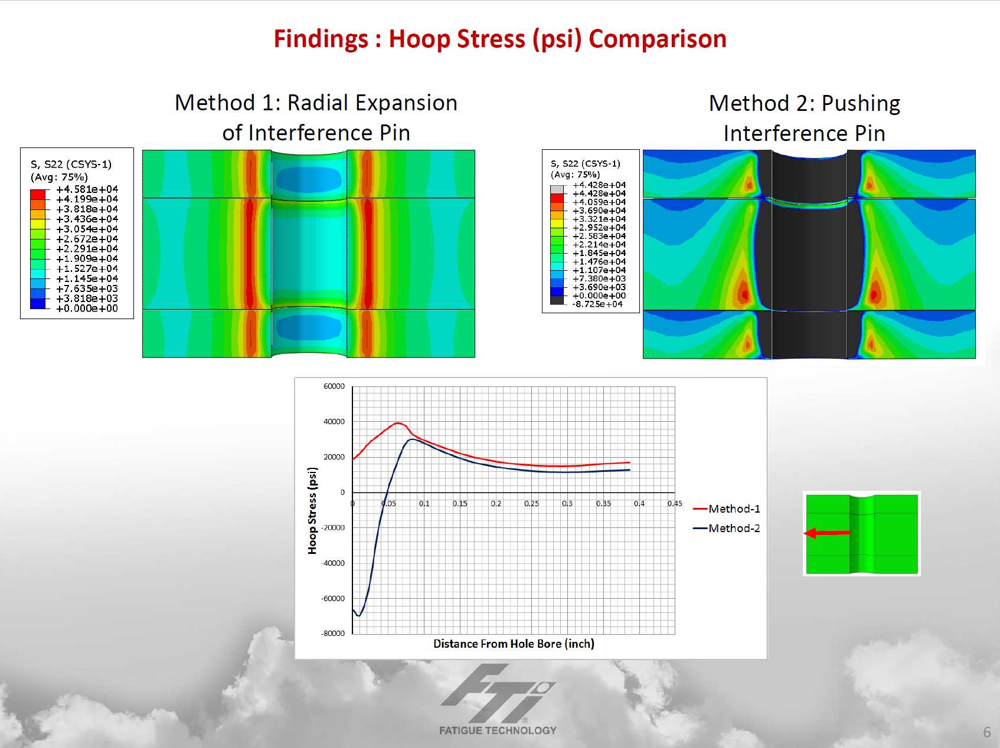 Findings : Hoop Stress (psi) Comparison
Method 1: Radial Expansion
of Interference Pin
Method 2: Pushing
Interference Pin
S, S22 (CSYS-1)
(Avg: 75%)
+4.581e+04
+4.199e+04
+3.818e+04
+3.436e+04
+3.054e+04
+2.672e+04
+2.291e+04
+1.909e+04
+1.527e+04
+1.145e+04
+7.635e+03
+3.818e+03
+0.000e+00
S, S22 (CSYS-1)
(Avg: 75%)
+4.428e+04
+4.428e+04
+4.059e+04
+3.690e+04
+3.321e+04
+2.952e+04
+2.583e+04
+2.214e+04
+1.845e+04
+1.476e+04
+1.107e+04
+7.380e+03
+3.690e+03
+0.000e+00
-8.725e+04
60000
40000
20000
0
-20000
-40000
-60000
-80000
Hoop Stress (psi)
0 0.05 0.1 0.15 0.2 0.25 0.3 0.35 0.4 0.45
Distance From Hole Bore (inch)
Method-1
Method-2
FTi®
FATIGUE TECHNOLOGY
6